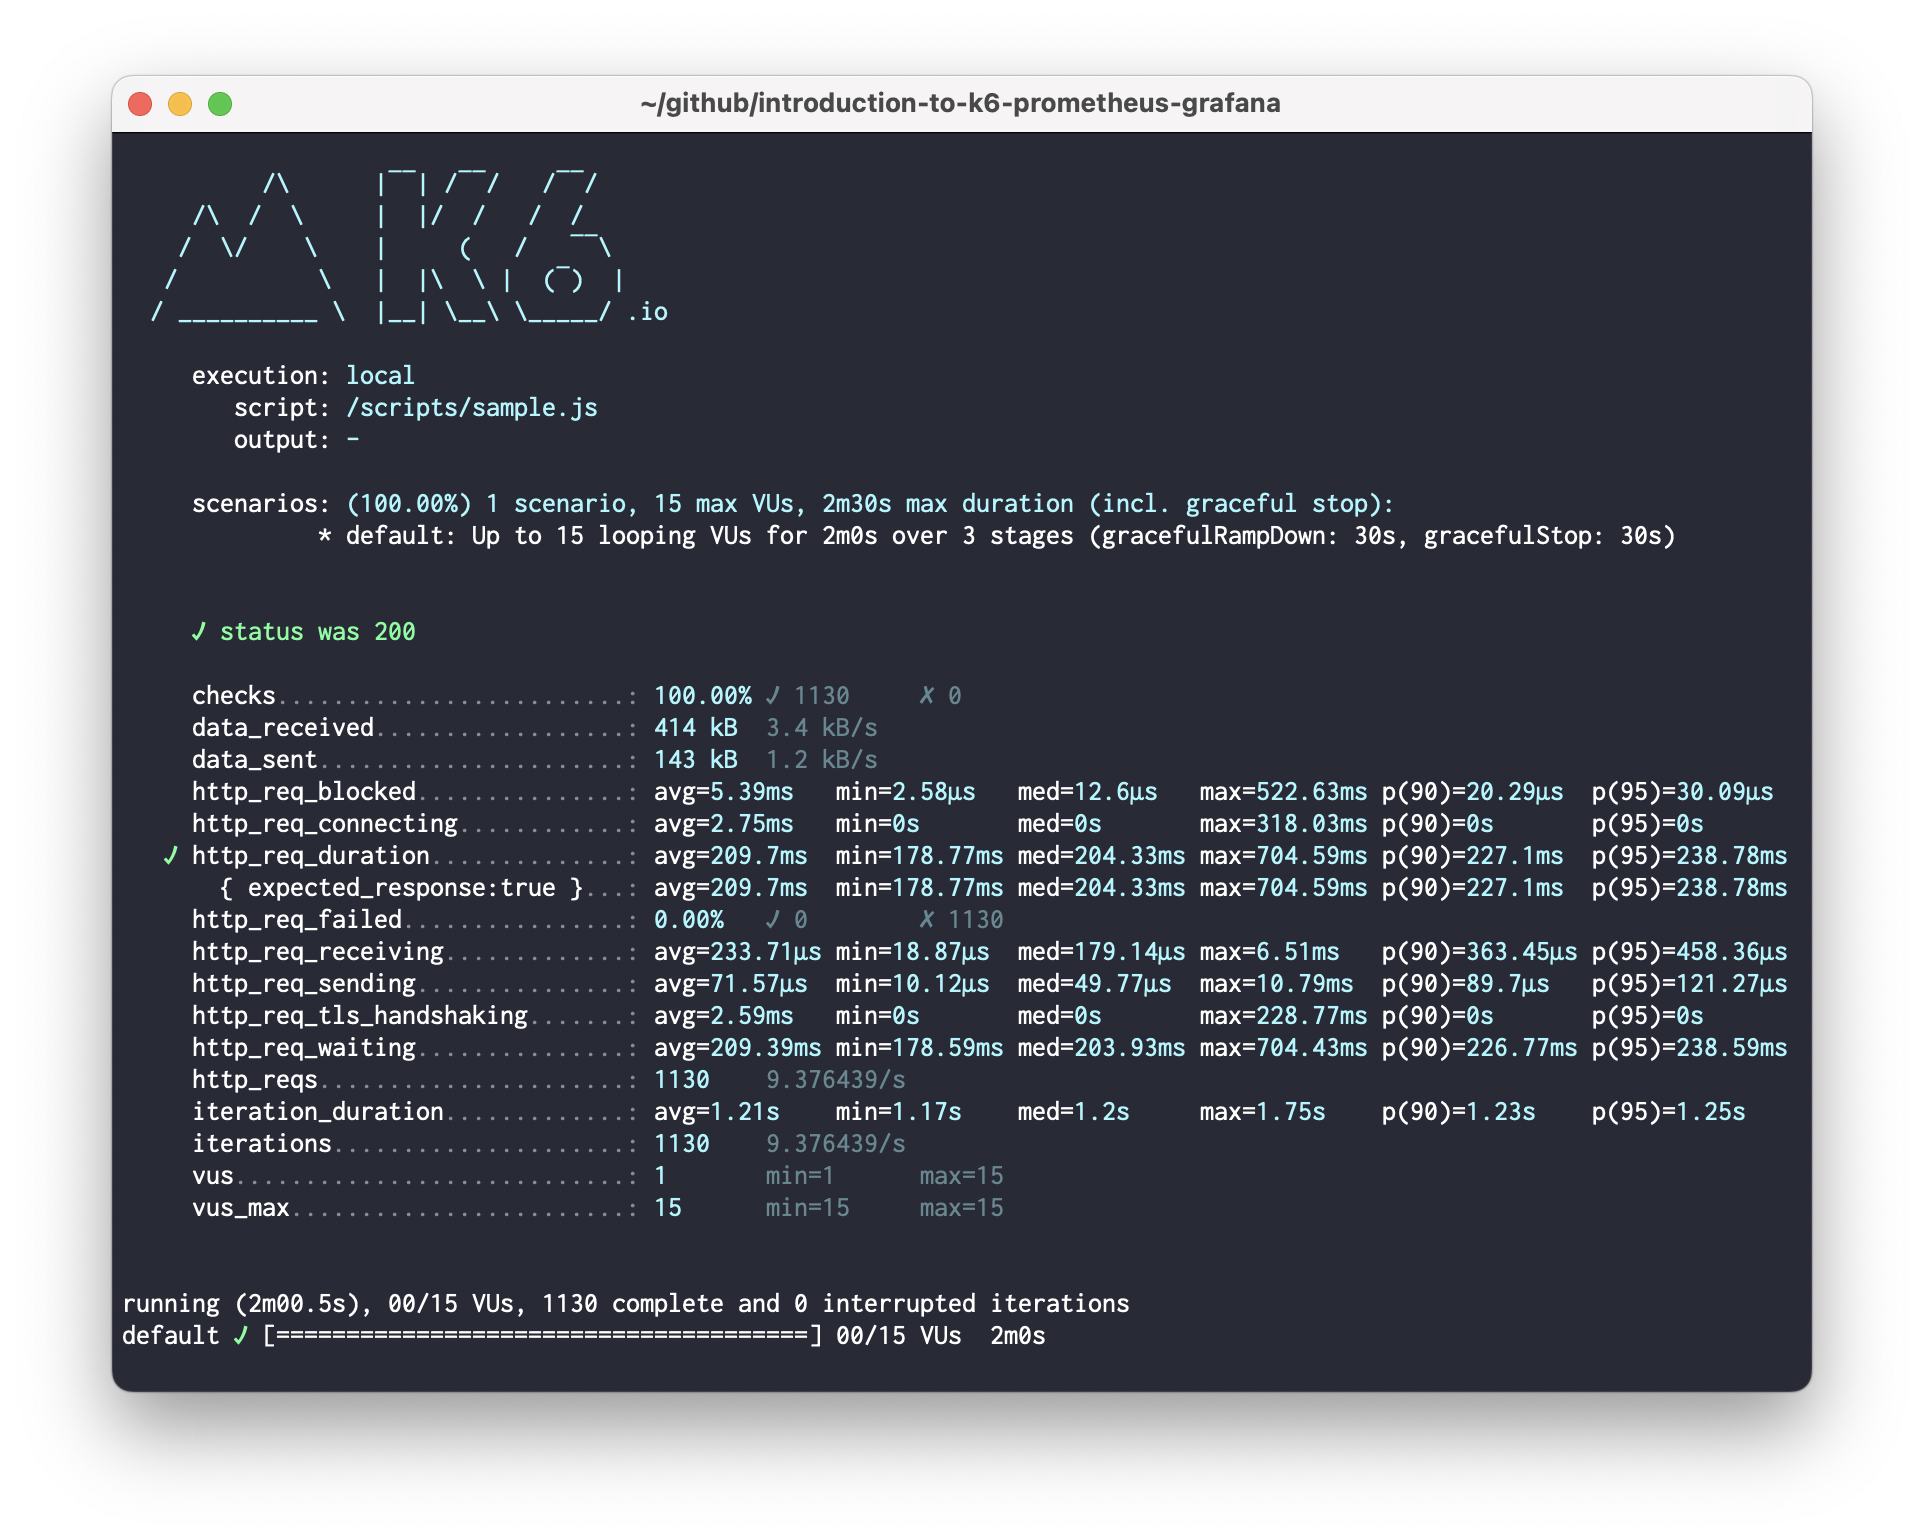 ~/github/introduction-to-k6-prometheus-grafana
          /\      |‾‾| /‾‾/   /‾‾/
     /\  /  \     |  |/  /   /  /
    /  \/    \    |     (   /   ‾‾\
   /          \   |  |\  \ |  (‾)  |
  / __________ \  |__| \__\ \_____/ .io
execution: local
script: /scripts/sample.js
output: -
scenarios: (100.00%) 1 scenario, 15 max VUs, 2m30s max duration (incl. graceful stop):
* default: Up to 15 looping VUs for 2m0s over 3 stages (gracefulRampDown: 30s, gracefulStop: 30s)
✓ status was 200
checks.........................: 100.00% ✓ 1130     ✗ 0
data_received..................: 414 kB  3.4 kB/s
data_sent......................: 143 kB  1.2 kB/s
http_req_blocked...............: avg=5.39ms   min=2.58µs   med=12.6µs   max=522.63ms p(90)=20.29µs  p(95)=30.09µs
http_req_connecting............: avg=2.75ms   min=0s       med=0s       max=318.03ms p(90)=0s       p(95)=0s
✓ http_req_duration..............: avg=209.7ms  min=178.77ms med=204.33ms max=704.59ms p(90)=227.1ms  p(95)=238.78ms
{ expected_response:true }...: avg=209.7ms  min=178.77ms med=204.33ms max=704.59ms p(90)=227.1ms  p(95)=238.78ms
http_req_failed................: 0.00%   ✓ 0        ✗ 1130
http_req_receiving.............: avg=233.71µs min=18.87µs  med=179.14µs max=6.51ms   p(90)=363.45µs p(95)=458.36µs
http_req_sending...............: avg=71.57µs  min=10.12µs  med=49.77µs  max=10.79ms  p(90)=89.7µs   p(95)=121.27µs
http_req_tls_handshaking.......: avg=2.59ms   min=0s       med=0s       max=228.77ms p(90)=0s       p(95)=0s
http_req_waiting...............: avg=209.39ms min=178.59ms med=203.93ms max=704.43ms p(90)=226.77ms p(95)=238.59ms
http_reqs......................: 1130    9.376439/s
iteration_duration.............: avg=1.21s    min=1.17s    med=1.2s     max=1.75s    p(90)=1.23s    p(95)=1.25s
iterations.....................: 1130    9.376439/s
vus............................: 1       min=1      max=15
vus_max........................: 15      min=15     max=15
running (2m00.5s), 00/15 VUs, 1130 complete and 0 interrupted iterations
default ✓ [======================================] 00/15 VUs  2m0s